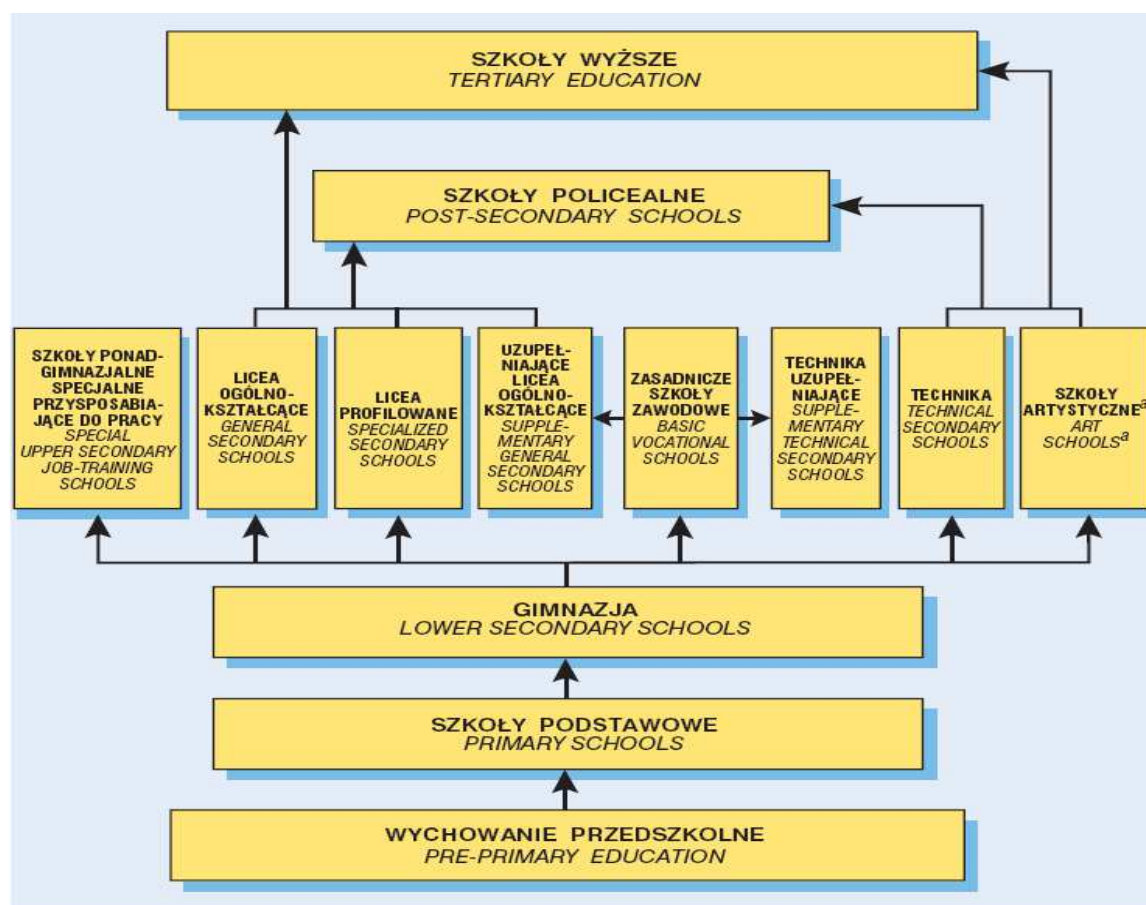 SZKOŁY WYŻSZE
TERTIARY EDUCATION
SZKOŁY POLICEALNE
POST-SECONDARY SCHOOLS
SZKOŁY PONAD-
GIMNAZJALNE
SPECJALNE
PRZYSPOSABIA-
JĄCE DO PRACY
SPECIAL
UPPER SECONDARY
JOB-TRAINING
SCHOOLS
LICEA
OGÓLNO-
KSZTAŁCĄCE
GENERAL
SECONDARY
SCHOOLS
LICEA
PROFILOWANE
SPECIALIZED
SECONDARY
SCHOOLS
UZUPEŁ-
NIAJĄCE
LICEA
OGÓLNO-
KSZTAŁCĄCE
SUPPLE-
MENTARY
GENERAL
SECONDARY
SCHOOLS
ZASADNICZE
SZKOŁY
ZAWODOWE
BASIC
VOCATIONAL
SCHOOLS
TECHNIKA
UZUPEŁ-
NIAJĄCE
SUPPLE-
MENTARY
TECHNICAL
SECONDARY
SCHOOLS
TECHNIKA
TECHNICAL
SECONDARY
SCHOOLS
SZKOŁY
ARTYSTYCZNEª
ART
SCHOOLSª
GIMNAZJA
LOWER SECONDARY SCHOOLS
SZKOŁY PODSTAWOWE
PRIMARY SCHOOLS
WYCHOWANIE PRZEDSZKOLNE
PRE-PRIMARY EDUCATION